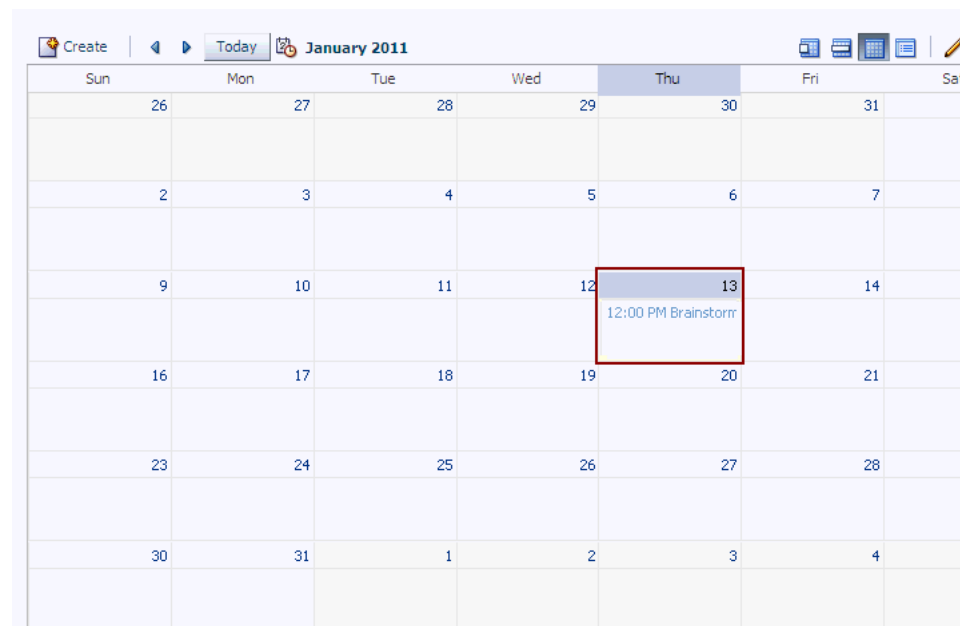 Create Today January 2011
Sun Mon Tue Wed Thu Fri Sa
26 27 28 29 30 31
2 3 4 5 6 7
9 10 11 12 13 14
12:00 PM Brainstorm
16 17 18 19 20 21
23 24 25 26 27 28
30 31 1 2 3 4